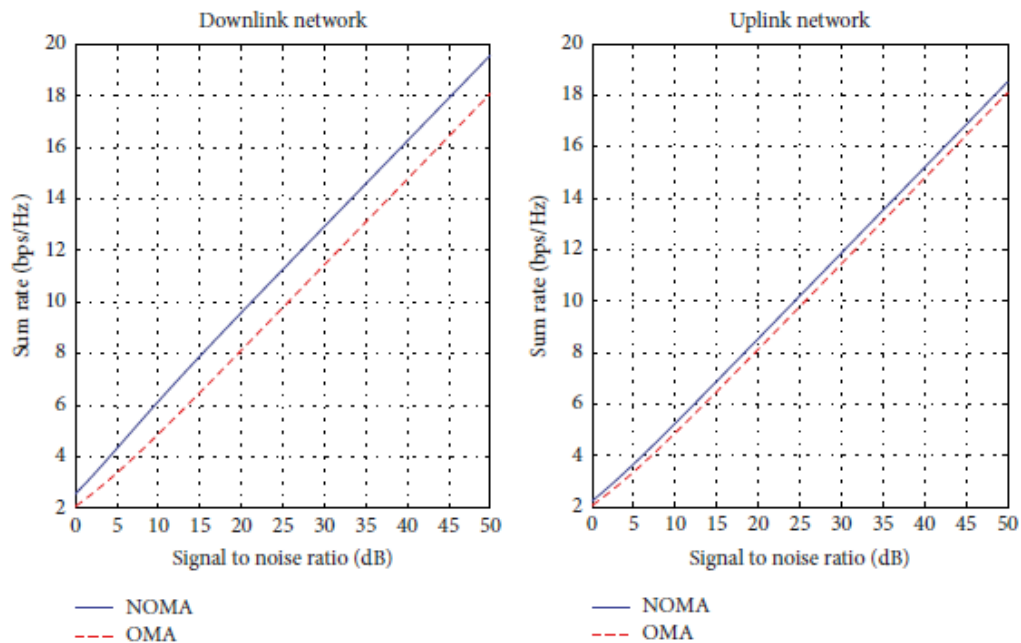 Downlink network
20
18
16
14
12
10
8
6
4
2
Sum rate (bps/Hz)
0 5 10 15 20 25 30 35 40 45 50
Signal to noise ratio (dB)
NOMA
OMA
Uplink network
20
18
16
14
12
10
8
6
4
2
Sum rate (bps/Hz)
0 5 10 15 20 25 30 35 40 45 50
Signal to noise ratio (dB)
NOMA
OMA